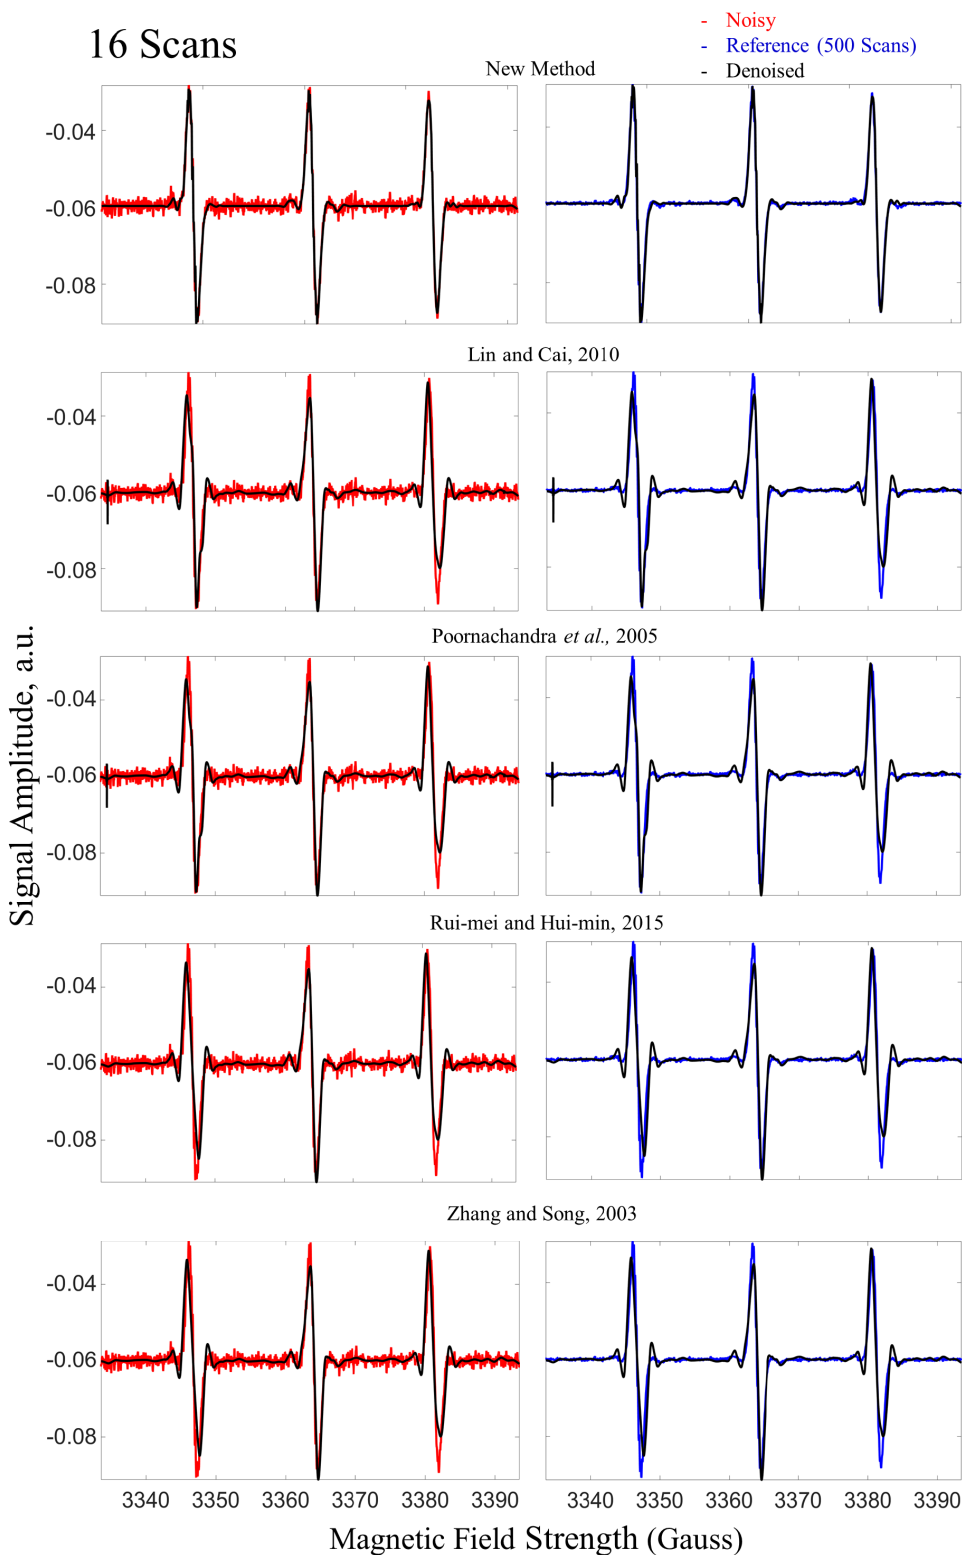 16 Scans
- Noisy
- Reference (500 Scans)
- Denoised
New Method
-0.04
-0.06
-0.08
Lin and Cai, 2010
-0.04
-0.06
-0.08
Poornachandra et al., 2005
-0.04
-0.06
-0.08
Signal Amplitude, a.u.
Rui-mei and Hui-min, 2015
-0.04
-0.06
-0.08
Zhang and Song, 2003
-0.04
-0.06
-0.08
3340 3350 3360 3370 3380 3390 3340 3350 3360 3370 3380 3390
Magnetic Field Strength (Gauss)